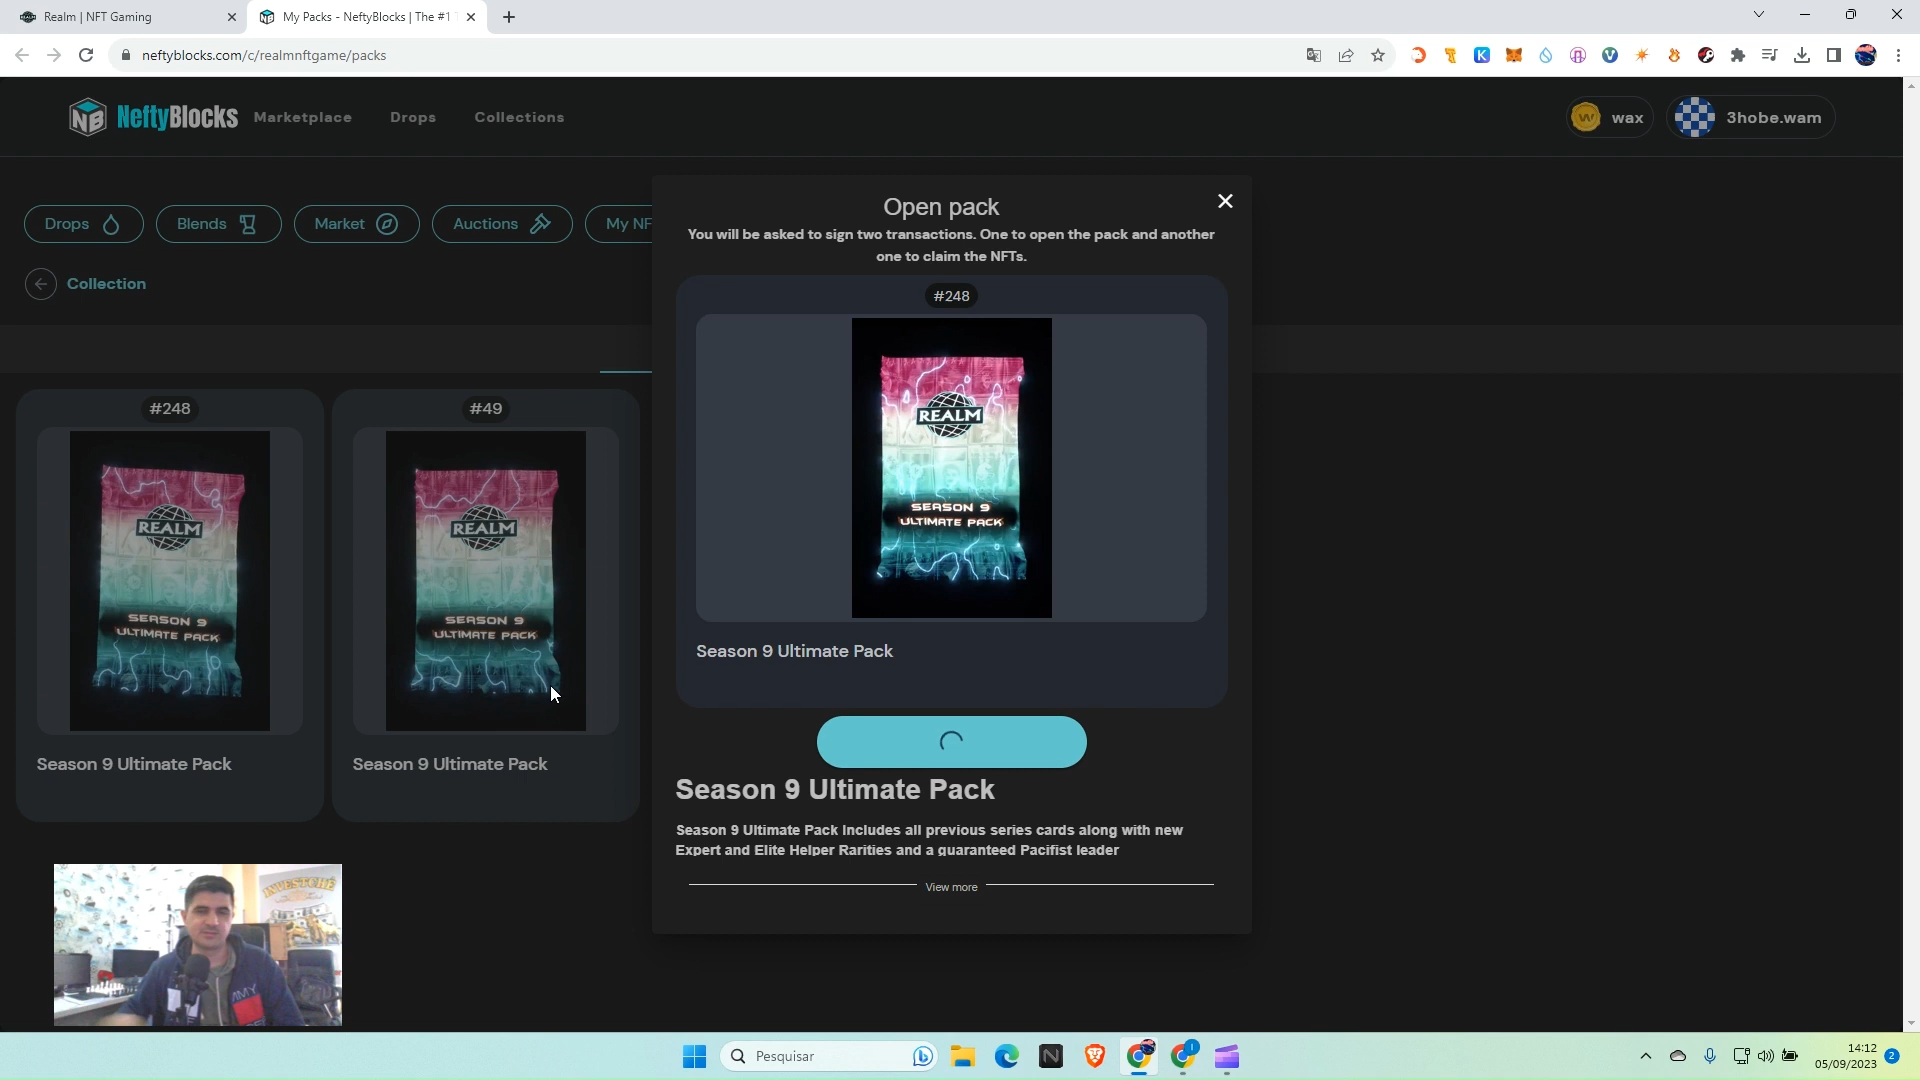 Realm | NFT Gaming
My Packs - NeftyBlocks | The #1
neftyblocks.com/c/realmnftgame/packs
NeftyBlocks
Marketplace
Drops
Collections
wax
3hobe.wam
Drops
Blends
Market
Auctions
My NF
Collection
Open pack
You will be asked to sign two transactions. One to open the pack and another
one to claim the NFTs.
#248
REALM
SEASON 9
ULTIMATE PACK
Season 9 Ultimate Pack
#248
REALM
SEASON 9
ULTIMATE PACK
Season 9 Ultimate Pack
#49
REALM
SEASON 9
ULTIMATE PACK
Season 9 Ultimate Pack
Season 9 Ultimate Pack
Season 9 Ultimate Pack Includes all previous series cards along with new
Expert and Elite Helper Rarities and a guaranteed Pacifist leader
View more
INVESTCHE
Pesquisar
14:12
05/09/2023
2